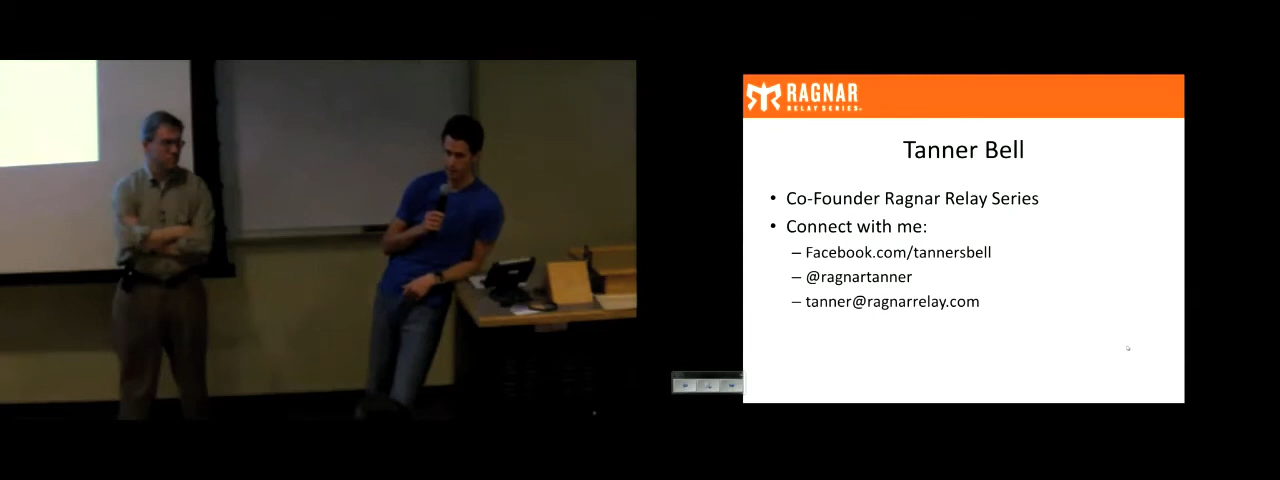 RAGNAR
RELAY SERIES
Tanner Bell
• Co-Founder Ragnar Relay Series
• Connect with me:
– Facebook.com/tannersbell
– @ragnartanner
– tanner@ragnarrelay.com